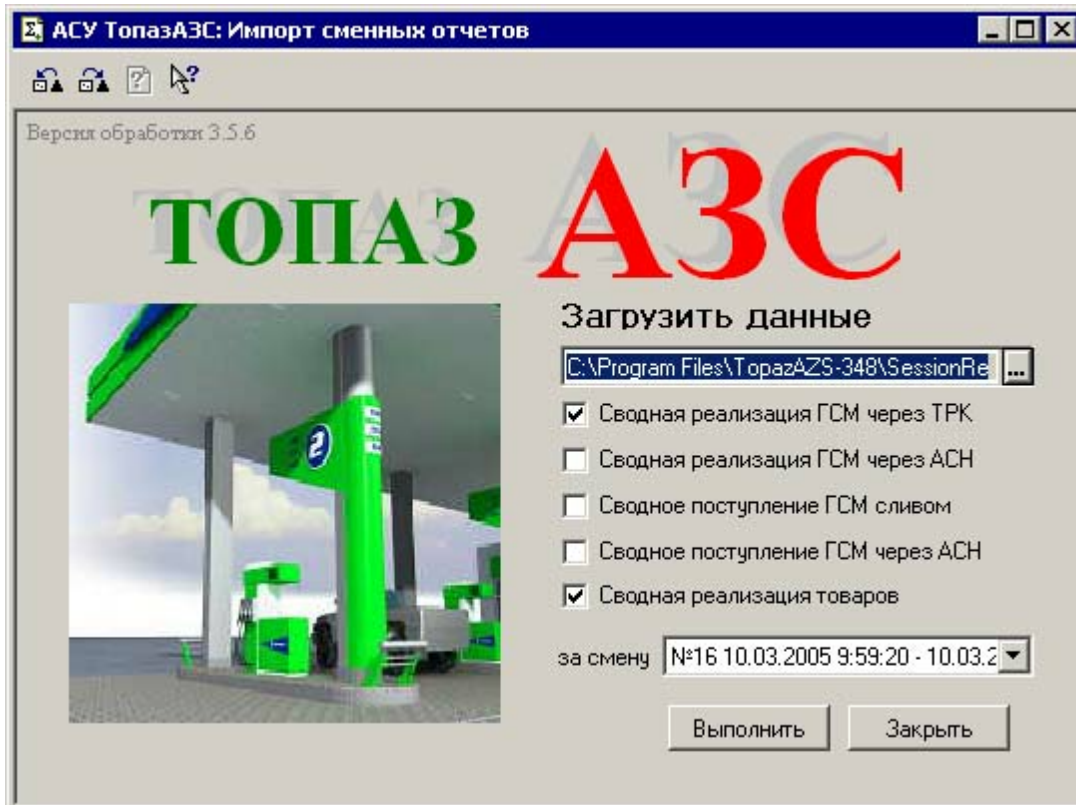 АСУ ТопазАЗС: Импорт сменных отчетов
Версия обработки 3.5.6
ТОПАЗ АЗС
Загрузить данные
C:\Program Files\TopazAZS-348\SessionRe ...
Сводная реализация ГСМ через ТРК
Сводная реализация ГСМ через АСН
Сводное поступление ГСМ сливом
Сводное поступление ГСМ через АСН
Сводная реализация товаров
за смену №16 10.03.2005 9:59:20 - 10.03.2
Выполнить Закрыть
2